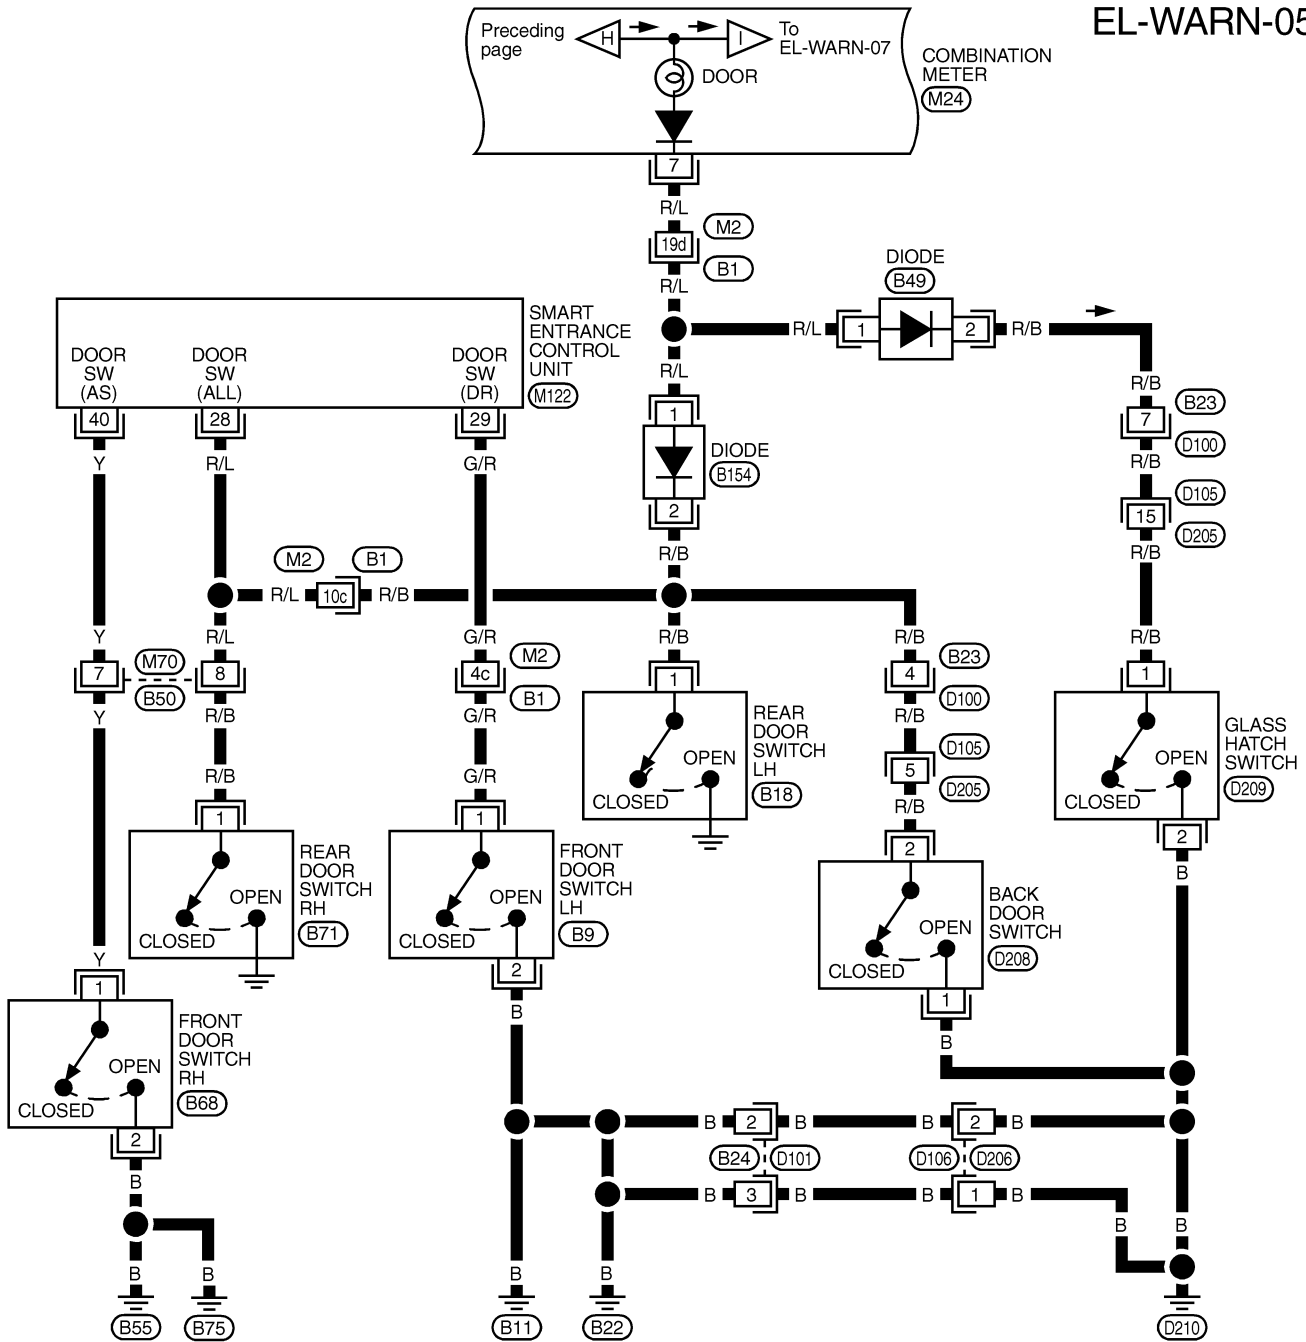 EL-WARN-05
Preceding
page
H
I
To
EL-WARN-07
DOOR
COMBINATION
METER
M24
7
R/L
M2
19d
B1
R/L
DIODE
B49
R/L
1
2
R/B
R/L
SMART
ENTRANCE
CONTROL
UNIT
M122
DOOR
SW
(AS)
DOOR
SW
(ALL)
DOOR
SW
(DR)
40
28
29
Y
R/L
G/R
1
DIODE
B154
2
R/B
R/B
B23
7
D100
R/B
D105
15
D205
R/B
M2
B1
R/L
10c
R/B
Y
R/L
G/R
R/B
R/B
R/B
7
M70
B50
8
M2
4c
B1
1
B23
4
D100
1
Y
R/B
G/R
R/B
REAR
DOOR
SWITCH
LH
B18
OPEN
CLOSED
D105
5
D205
R/B
GLASS
HATCH
SWITCH
D209
OPEN
CLOSED
R/B
G/R
1
1
2
2
B
REAR
DOOR
SWITCH
RH
B71
OPEN
CLOSED
FRONT
DOOR
SWITCH
LH
B9
OPEN
CLOSED
BACK
DOOR
SWITCH
D208
OPEN
CLOSED
Y
1
2
B
1
B
FRONT
DOOR
SWITCH
RH
B68
OPEN
CLOSED
2
B
B
2
B
B
2
B
B24
D101
D106
D206
B
3
B
B
1
B
B
B
B
B
B
B
B
B55
B75
B11
B22
D210